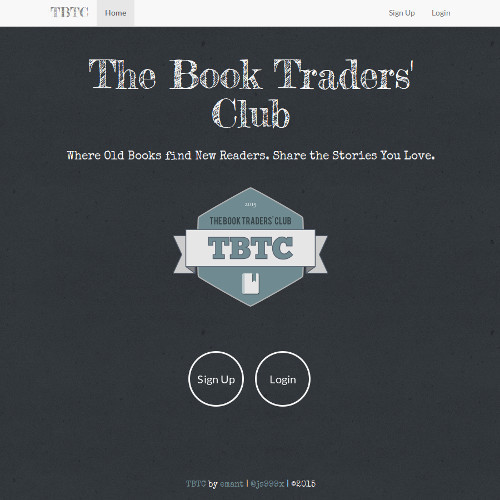 TBTC Home Sign Up Login
The Book Traders'
Club
Where Old Books find New Readers. Share the Stories You Love.
2015
THE BOOK TRADERS' CLUB
TBTC
Sign Up Login
TBTC by emant | @js999x | ©2015